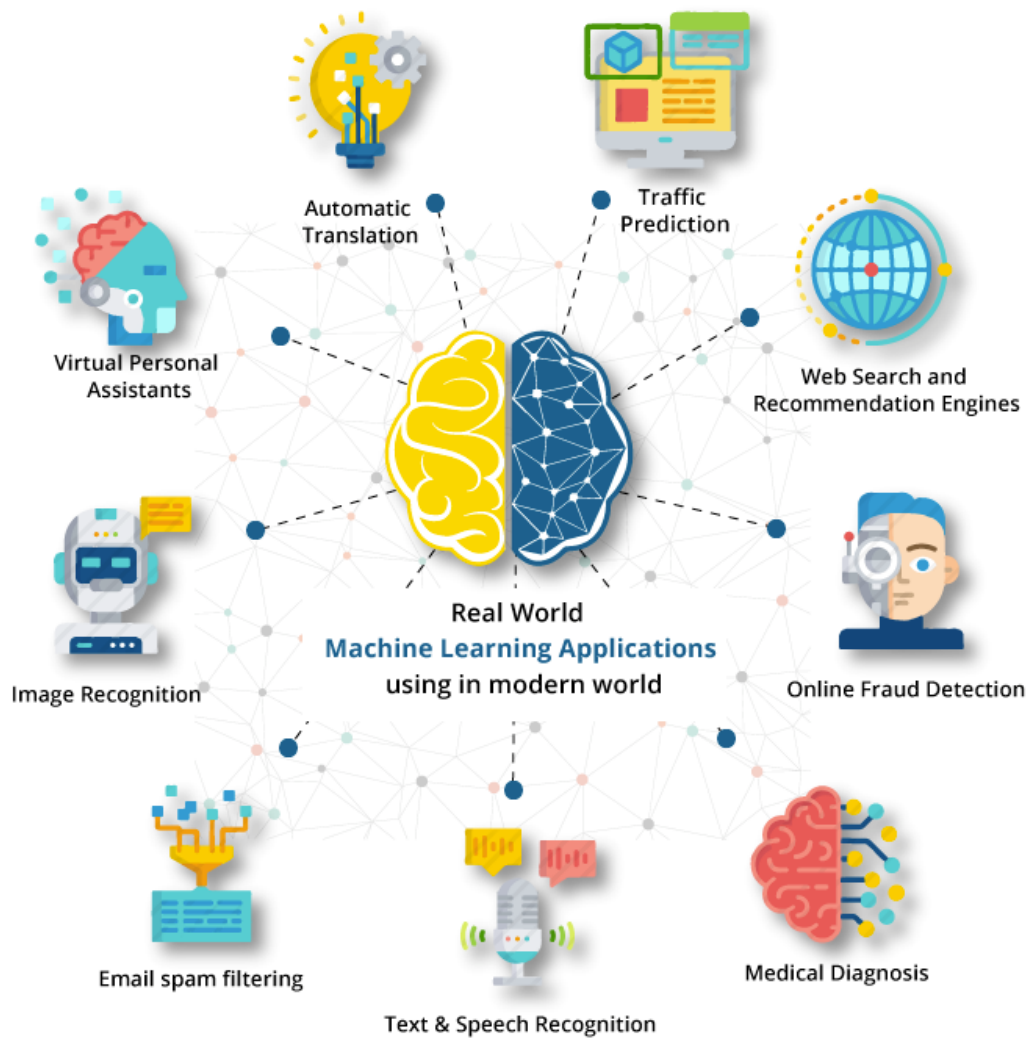 Automatic
Translation
Traffic
Prediction
Virtual Personal
Assistants
Web Search and
Recommendation Engines
Real World
Machine Learning Applications
using in modern world
Image Recognition
Online Fraud Detection
Email spam filtering
Text & Speech Recognition
Medical Diagnosis